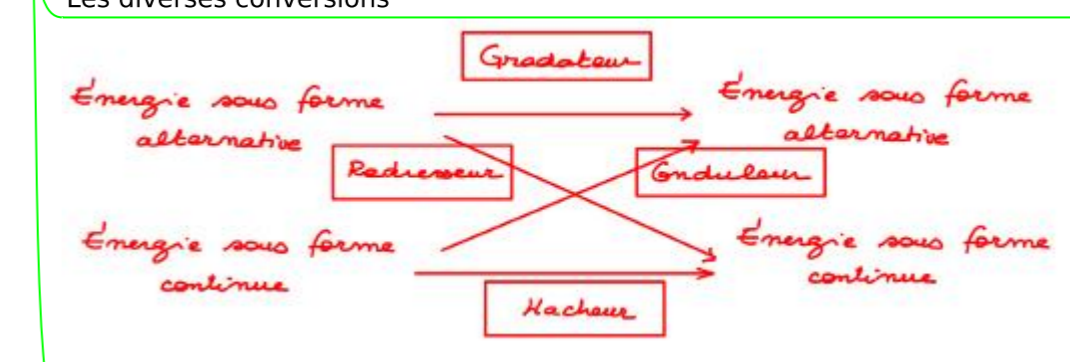 Les diverses conversions
Gradateur
Énergie sous forme
alternative
Énergie sous forme
alternative
Redresseur
Onduleur
Énergie sous forme
continue
Énergie sous forme
continue
Hacheur